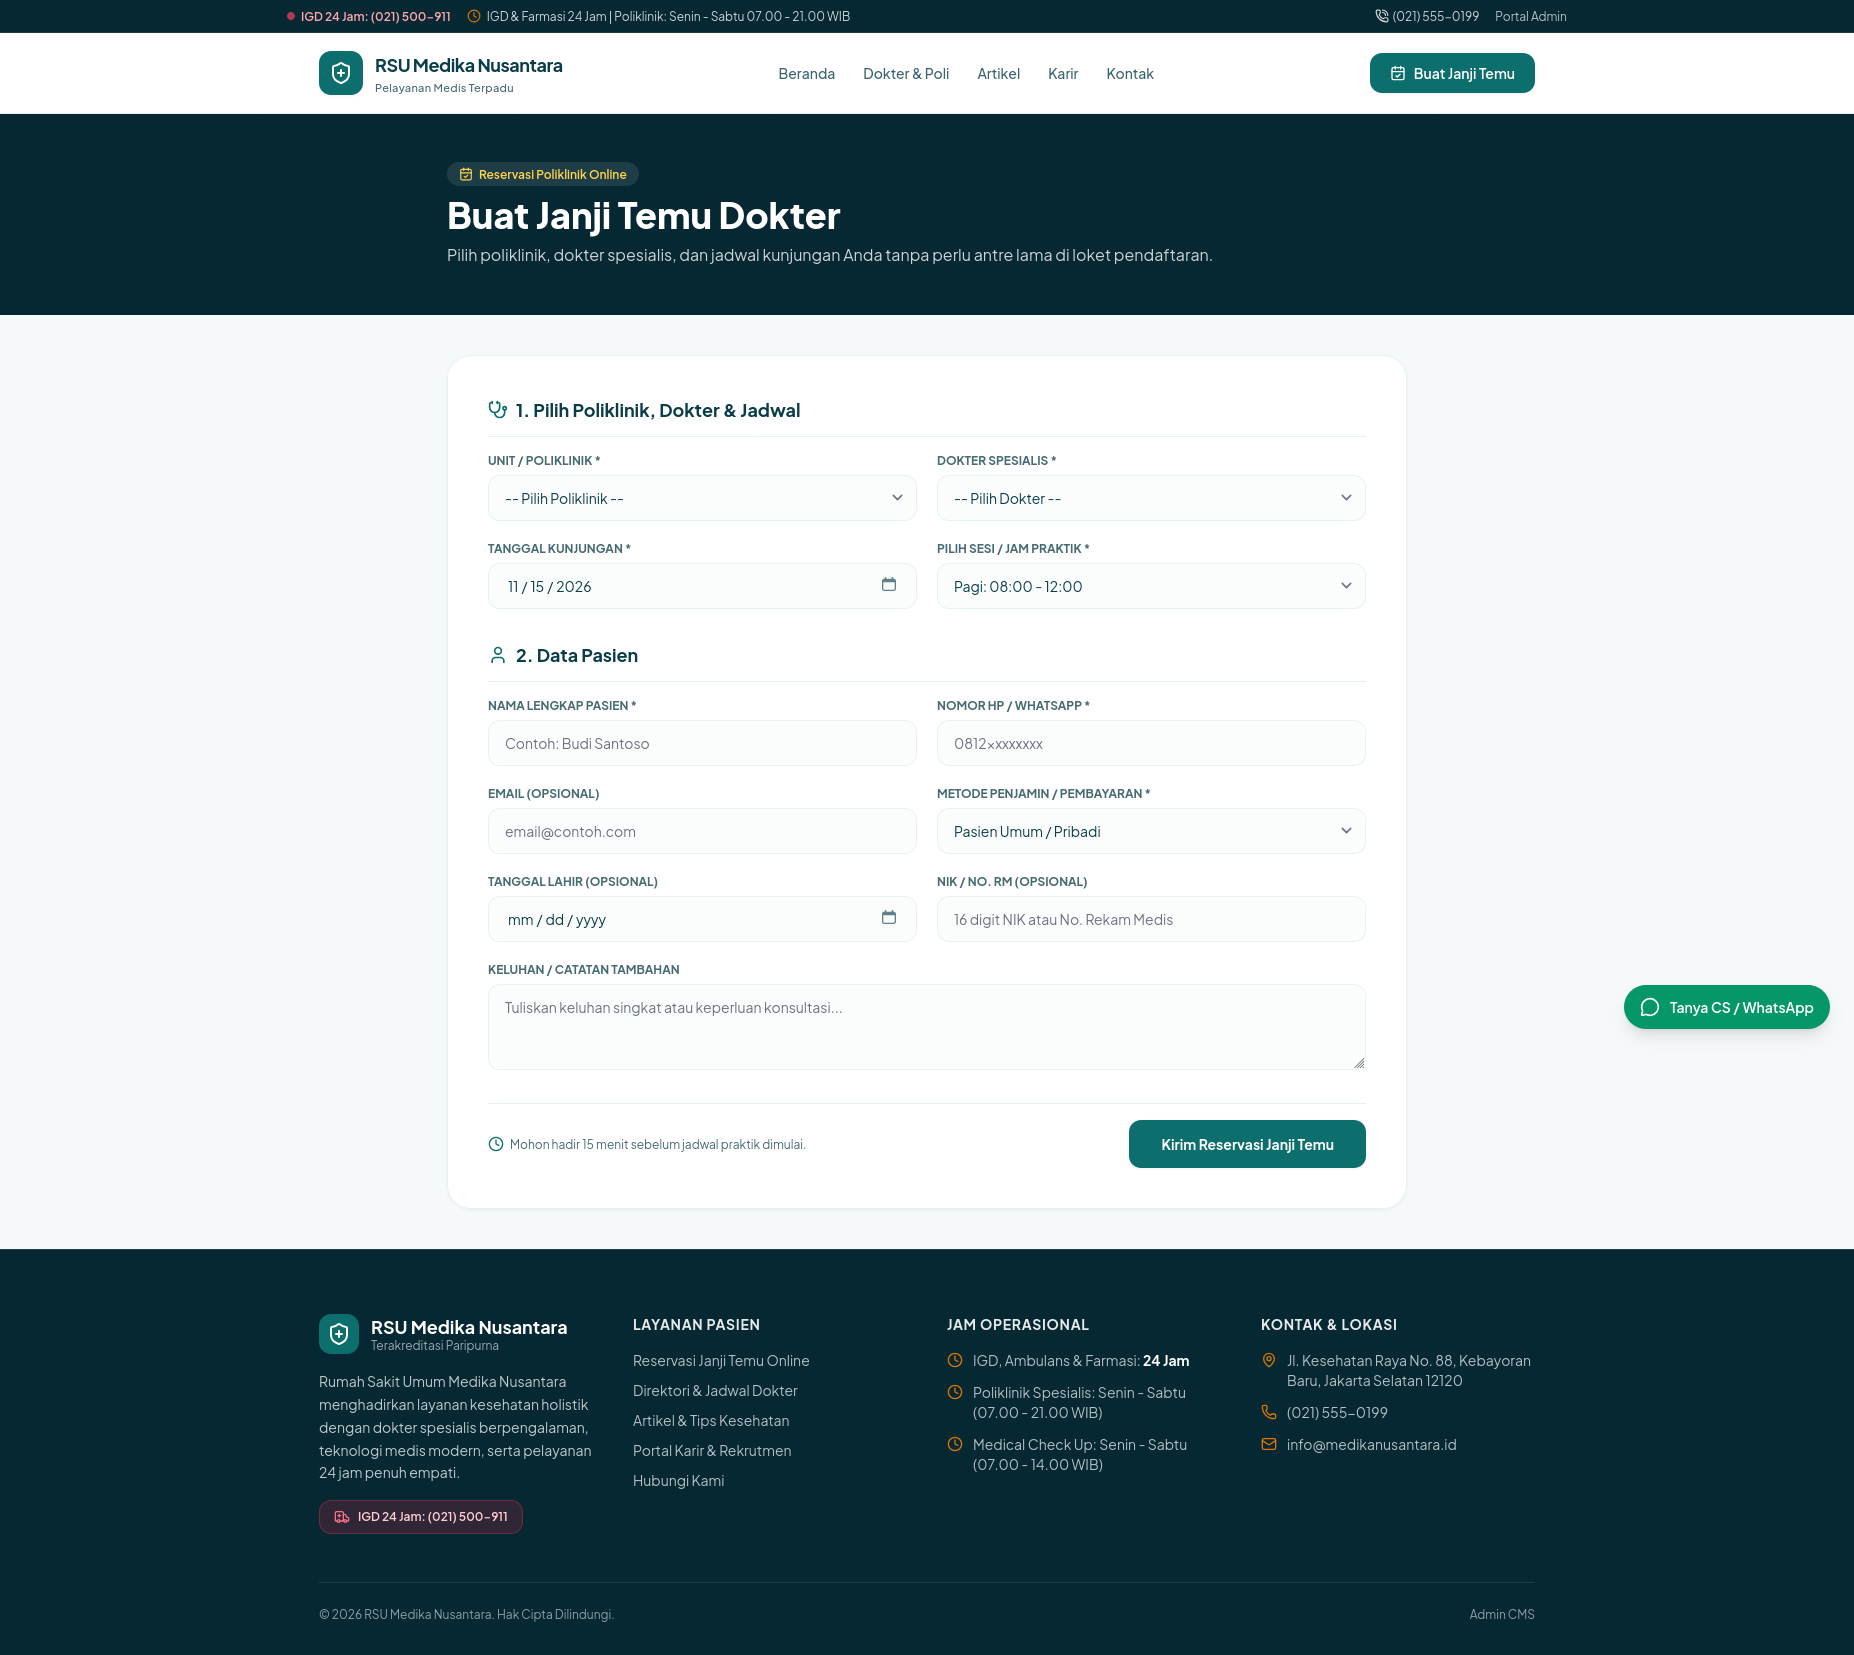 IGD 24 Jam: (021) 500-911
IGD & Farmasi 24 Jam | Poliklinik: Senin - Sabtu 07.00 - 21.00 WIB
(021) 555-0199
Portal Admin
RSU Medika Nusantara
Pelayanan Medis Terpadu
Beranda
Dokter & Poli
Artikel
Karir
Kontak
Buat Janji Temu
Reservasi Poliklinik Online
Buat Janji Temu Dokter
Pilih poliklinik, dokter spesialis, dan jadwal kunjungan Anda tanpa perlu antre lama di loket pendaftaran.
1. Pilih Poliklinik, Dokter & Jadwal
UNIT / POLIKLINIK *
DOKTER SPESIALIS *
-- Pilih Poliklinik --
-- Pilih Dokter --
TANGGAL KUNJUNGAN *
PILIH SESI / JAM PRAKTIK *
11 / 15 / 2026
Pagi: 08:00 - 12:00
2. Data Pasien
NAMA LENGKAP PASIEN *
NOMOR HP / WHATSAPP *
Contoh: Budi Santoso
0812xxxxxxxx
EMAIL (OPSIONAL)
METODE PENJAMIN / PEMBAYARAN *
email@contoh.com
Pasien Umum / Pribadi
TANGGAL LAHIR (OPSIONAL)
NIK / NO. RM (OPSIONAL)
mm / dd / yyyy
16 digit NIK atau No. Rekam Medis
KELUHAN / CATATAN TAMBAHAN
Tuliskan keluhan singkat atau keperluan konsultasi...
Tanya CS / WhatsApp
Mohon hadir 15 menit sebelum jadwal praktik dimulai.
Kirim Reservasi Janji Temu
RSU Medika Nusantara
Terakreditasi Paripurna
Rumah Sakit Umum Medika Nusantara
menghadirkan layanan kesehatan holistik
dengan dokter spesialis berpengalaman,
teknologi medis modern, serta pelayanan
24 jam penuh empati.
IGD 24 Jam: (021) 500-911
LAYANAN PASIEN
Reservasi Janji Temu Online
Direktori & Jadwal Dokter
Artikel & Tips Kesehatan
Portal Karir & Rekrutmen
Hubungi Kami
JAM OPERASIONAL
IGD, Ambulans & Farmasi: 24 Jam
Poliklinik Spesialis: Senin - Sabtu
(07.00 - 21.00 WIB)
Medical Check Up: Senin - Sabtu
(07.00 - 14.00 WIB)
KONTAK & LOKASI
Jl. Kesehatan Raya No. 88, Kebayoran
Baru, Jakarta Selatan 12120
(021) 555-0199
info@medikanusantara.id
© 2026 RSU Medika Nusantara. Hak Cipta Dilindungi.
Admin CMS